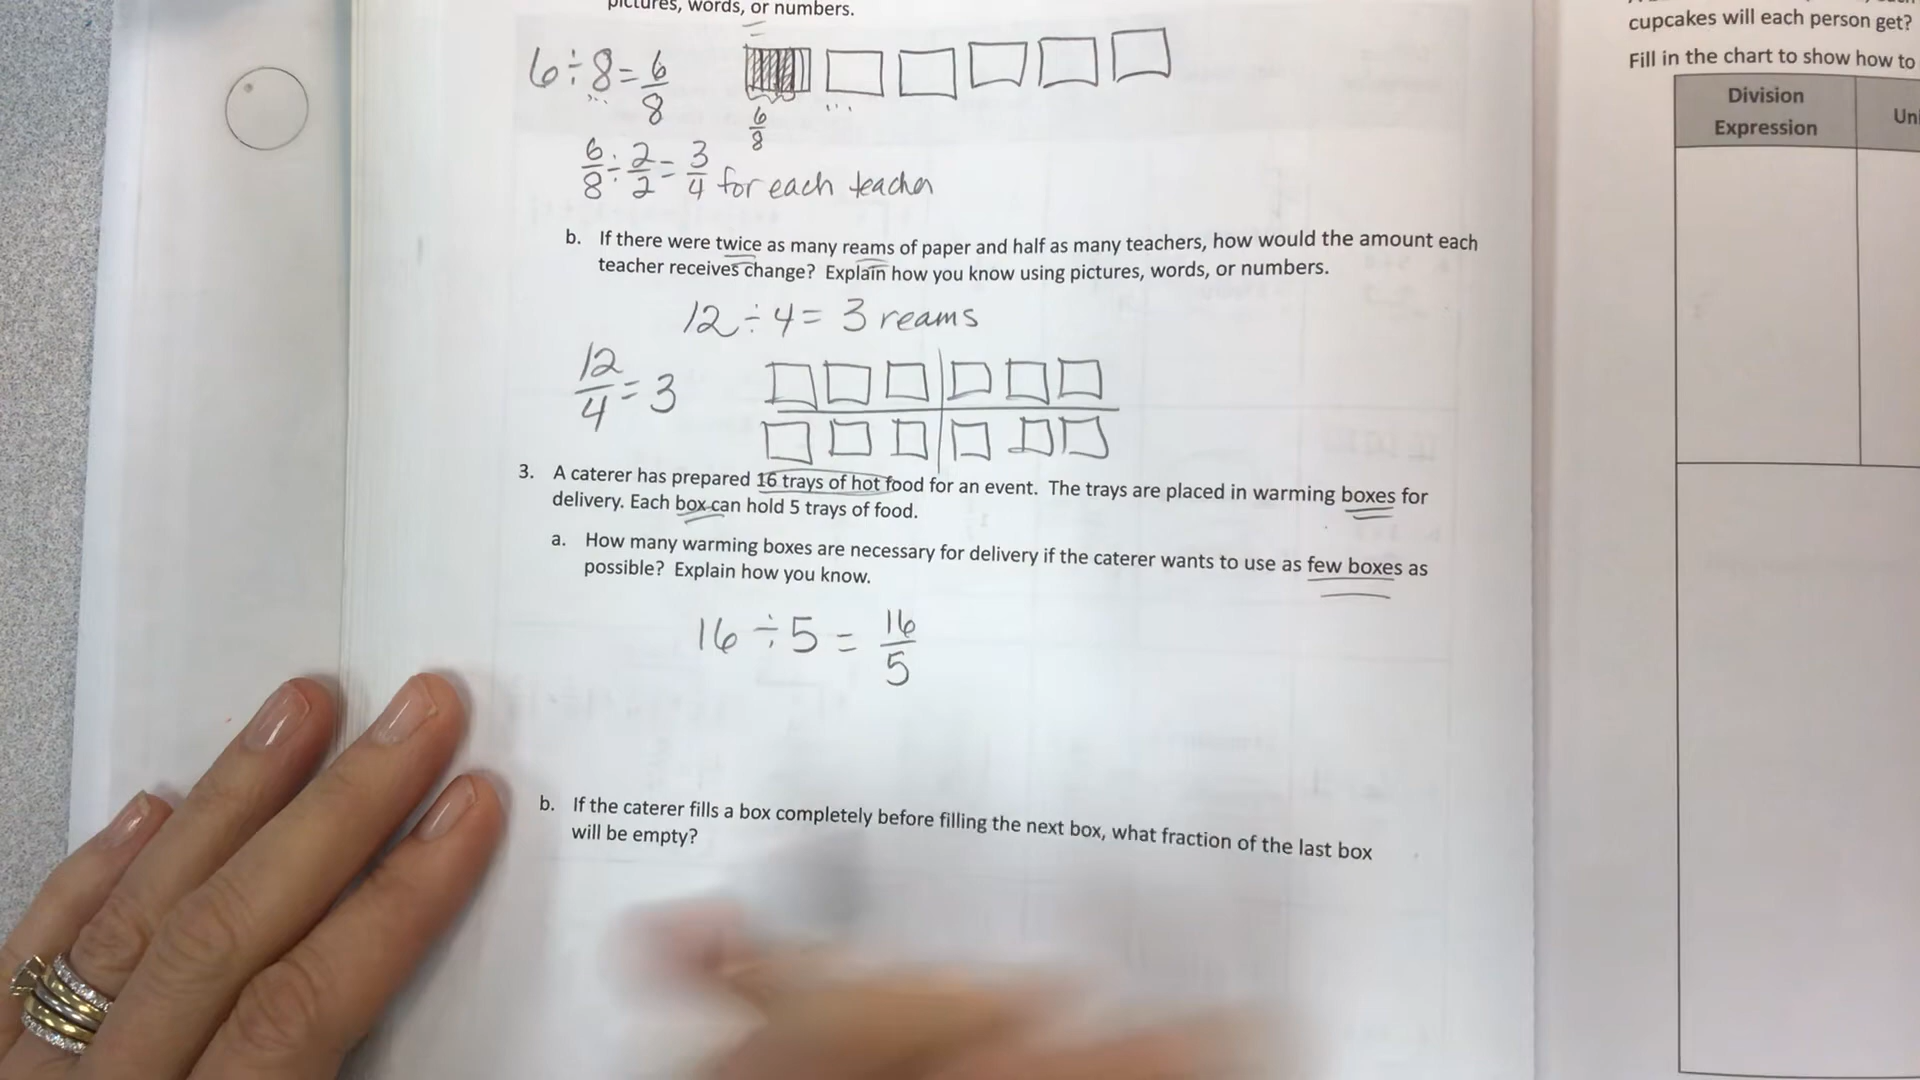 pictures, words, or numbers.
6 ÷ 8 = 6/8
6/8
6/8 ÷ 2/2 = 3/4 for each teacher
b. If there were twice as many reams of paper and half as many teachers, how would the amount each
teacher receives change? Explain how you know using pictures, words, or numbers.
12 ÷ 4 = 3 reams
12/4 = 3
3. A caterer has prepared 16 trays of hot food for an event. The trays are placed in warming boxes for
delivery. Each box can hold 5 trays of food.
a. How many warming boxes are necessary for delivery if the caterer wants to use as few boxes as
possible? Explain how you know.
16 ÷ 5 = 16/5
b. If the caterer fills a box completely before filling the next box, what fraction of the last box
will be empty?
cupcakes will each person get?
Fill in the chart to show how to
Division
Expression